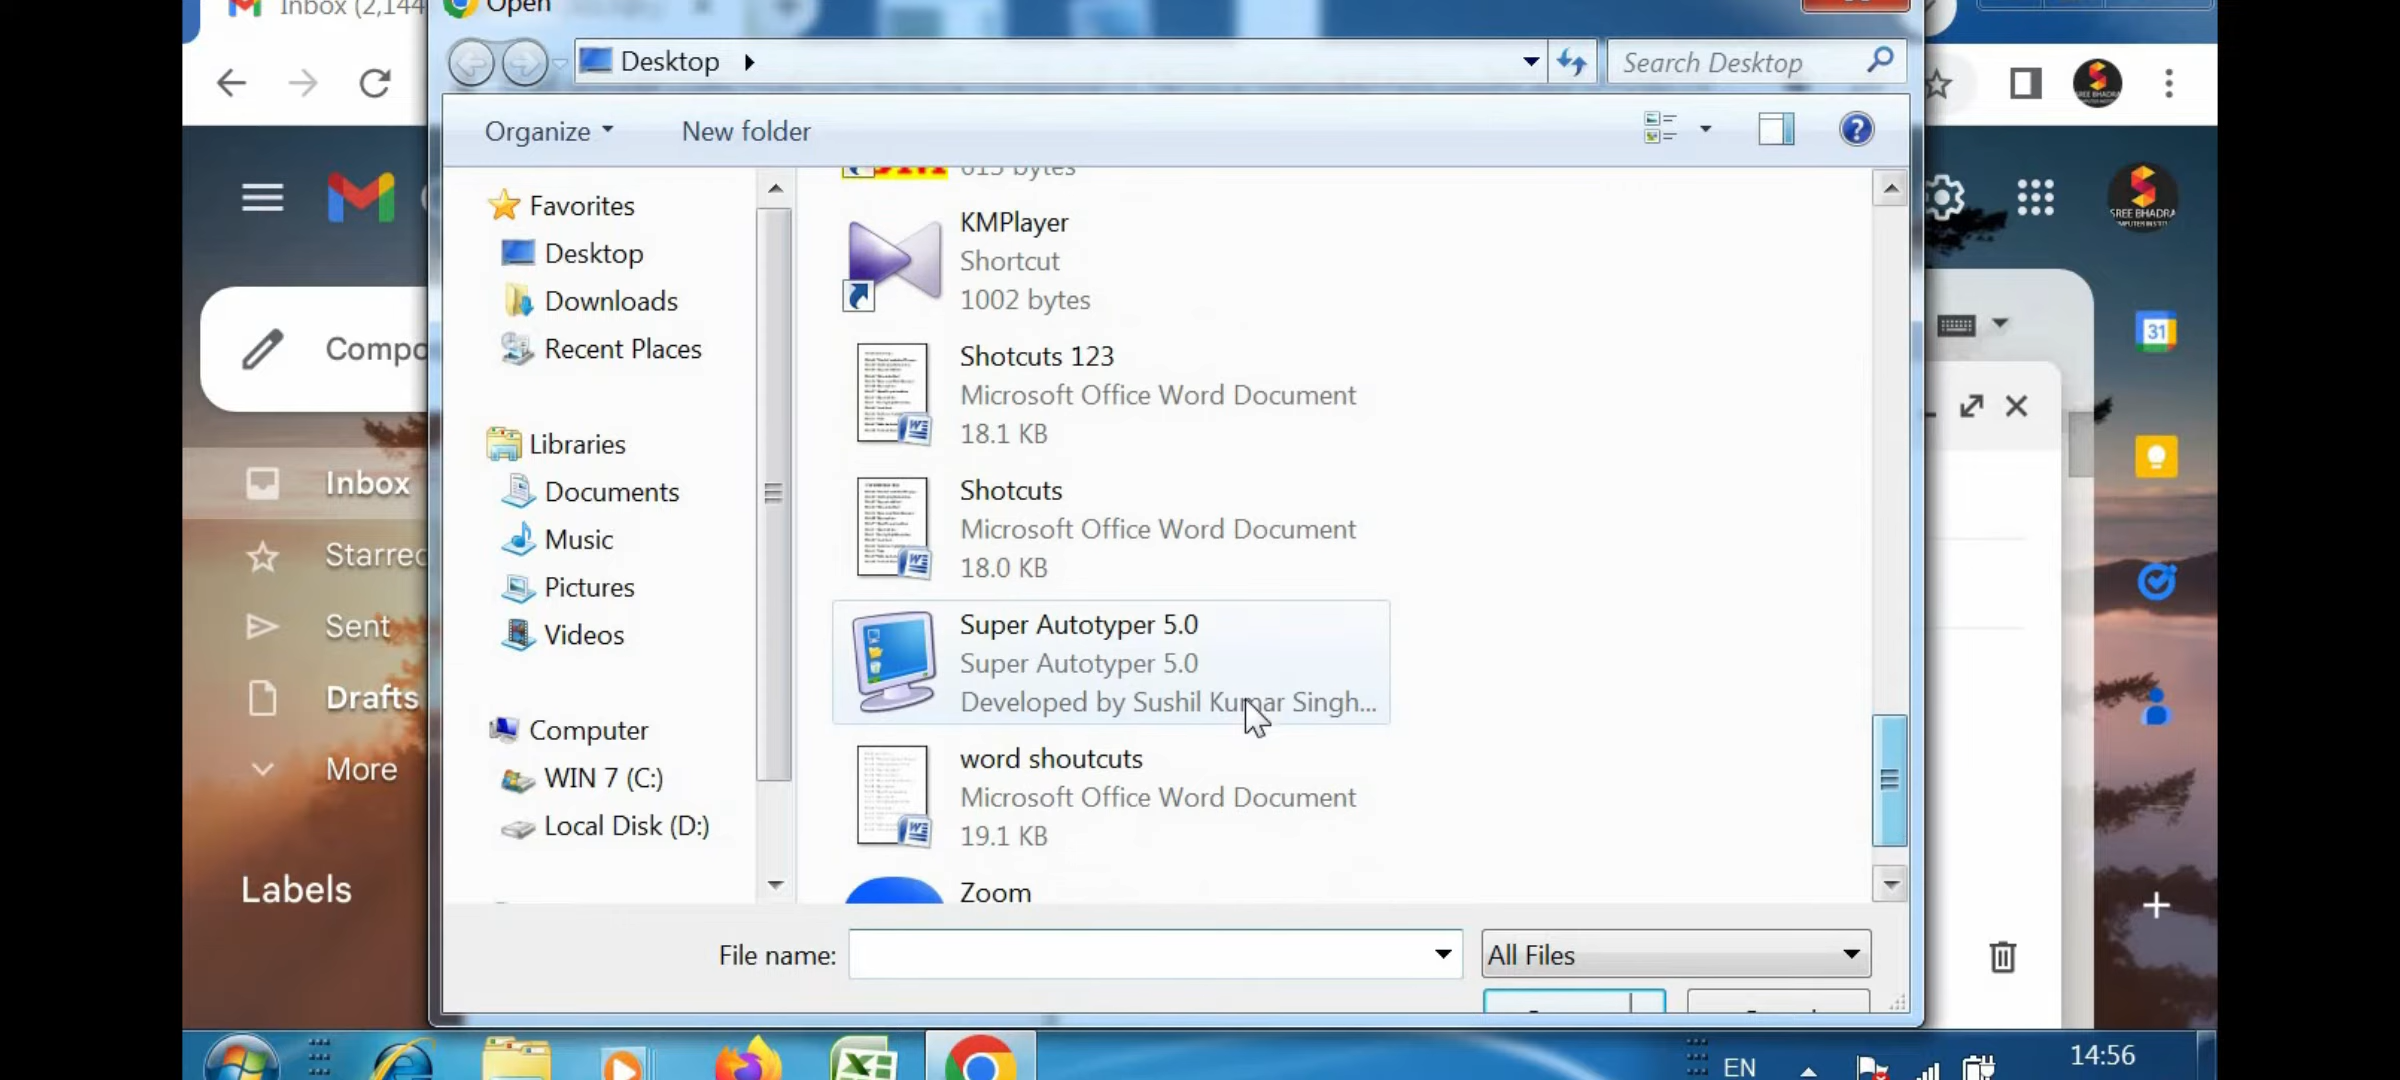 Inbox (2,144
Open
Desktop
Search Desktop
Organize
New folder
Favorites
Desktop
Downloads
Recent Places
Libraries
Documents
Music
Pictures
Videos
Computer
WIN 7 (C:)
Local Disk (D:)
615 bytes
KMPlayer
Shortcut
1002 bytes
Shotcuts 123
Microsoft Office Word Document
18.1 KB
Shotcuts
Microsoft Office Word Document
18.0 KB
Super Autotyper 5.0
Super Autotyper 5.0
Developed by Sushil Kumar Singh...
word shoutcuts
Microsoft Office Word Document
19.1 KB
Zoom
File name:
All Files
Compo
Inbox
Starred
Sent
Drafts
More
Labels
SREE BHADRA
31
EN
14:56